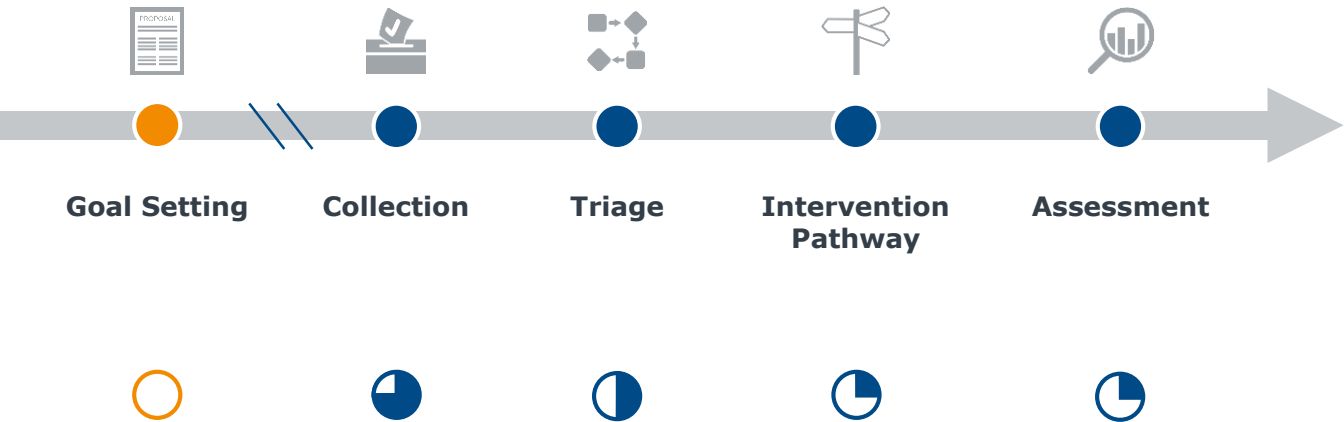 PROPOSAL
Goal Setting
Collection
Triage
Intervention
Pathway
Assessment